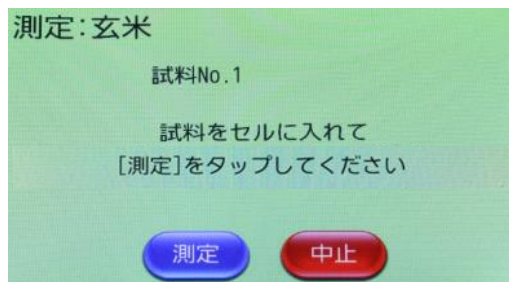 測定:玄米
試料No.1
試料をセルに入れて
[測定]をタップしてください
測定
中止